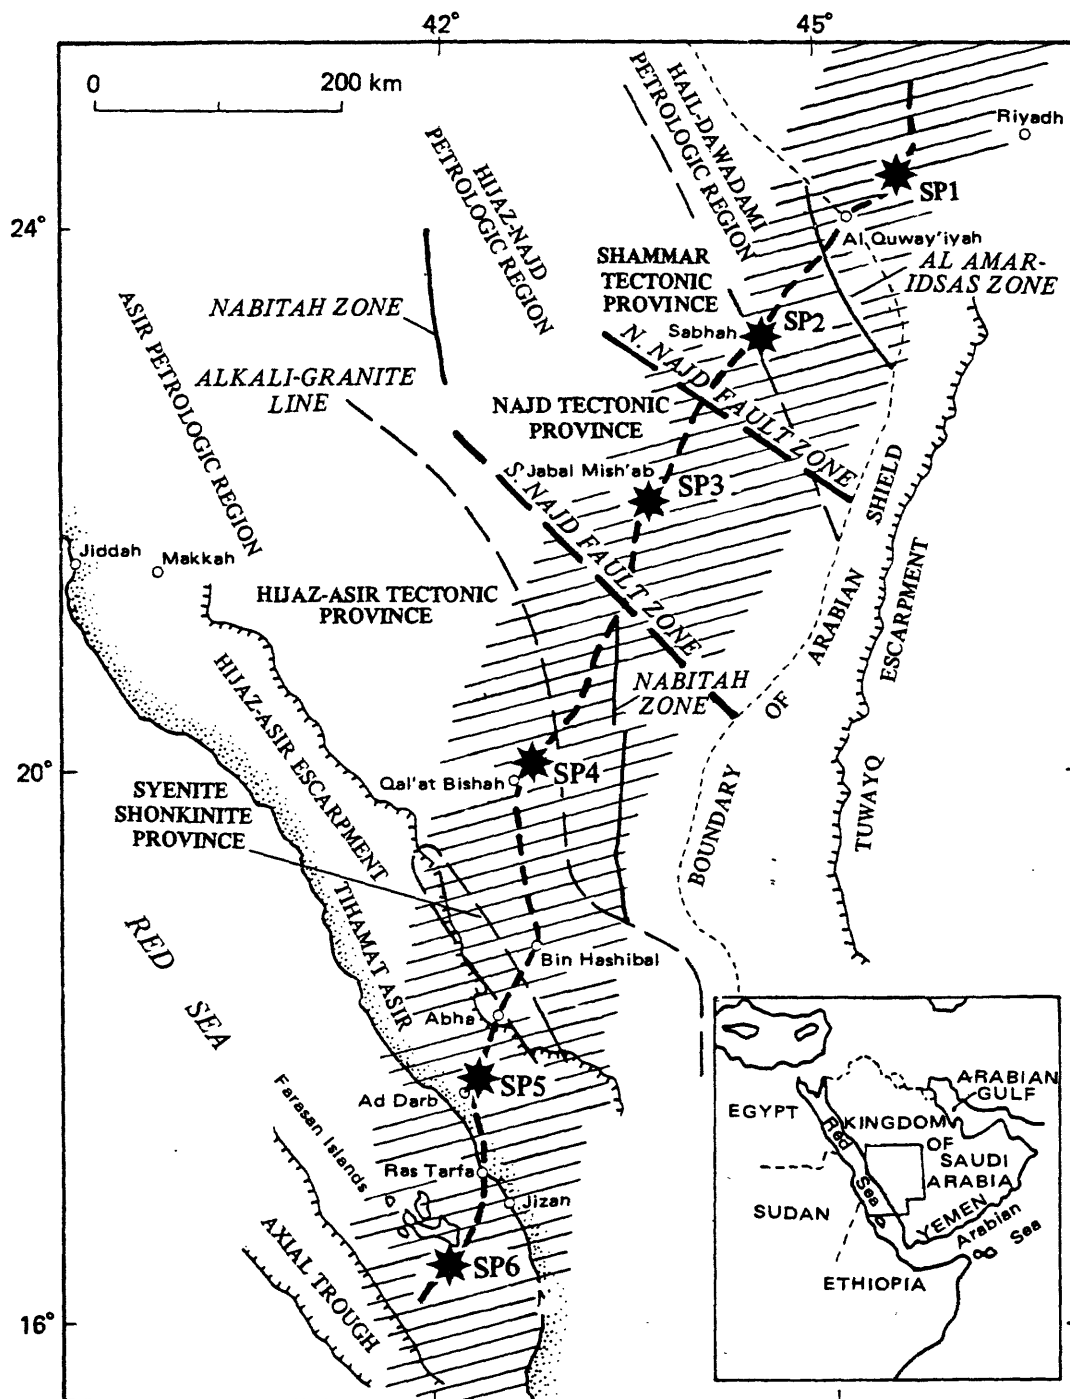 42°
45°
0
200 km
Riyadh
HAIL-DAWADAMI
PETROLOGIC REGION
HIJAZ-NAJD
PETROLOGIC REGION
SP1
24°
Al Quway'iyah
AL AMAR-
IDSAS ZONE
SHAMMAR
TECTONIC
PROVINCE
NABITAH ZONE
ASIR PETROLOGIC REGION
Sabhah
SP2
N. NAJD FAULT ZONE
ALKALI-GRANITE
LINE
NAJD TECTONIC
PROVINCE
Jabal Mish'ab
SP3
S. NAJD FAULT ZONE
Jiddah
Makkah
HIJAZ-ASIR TECTONIC
PROVINCE
BOUNDARY
OF
ARABIAN
SHIELD
TUWAYQ
ESCARPMENT
NABITAH
ZONE
HIJAZ-ASIR ESCARPMENT
20°
Qal'at Bishah
SP4
SYENITE
SHONKINITE
PROVINCE
TIHAMAT ASIR
RED
SEA
Bin Hashibal
Abha
SP5
Ad Darb
Farasan Islands
Ras Tarfa
Jizan
SP6
AXIAL TROUGH
16°
EGYPT
ARABIAN
GULF
KINGDOM
OF
SAUDI
ARABIA
Red
Sea
SUDAN
YEMEN
Arabian
Sea
ETHIOPIA